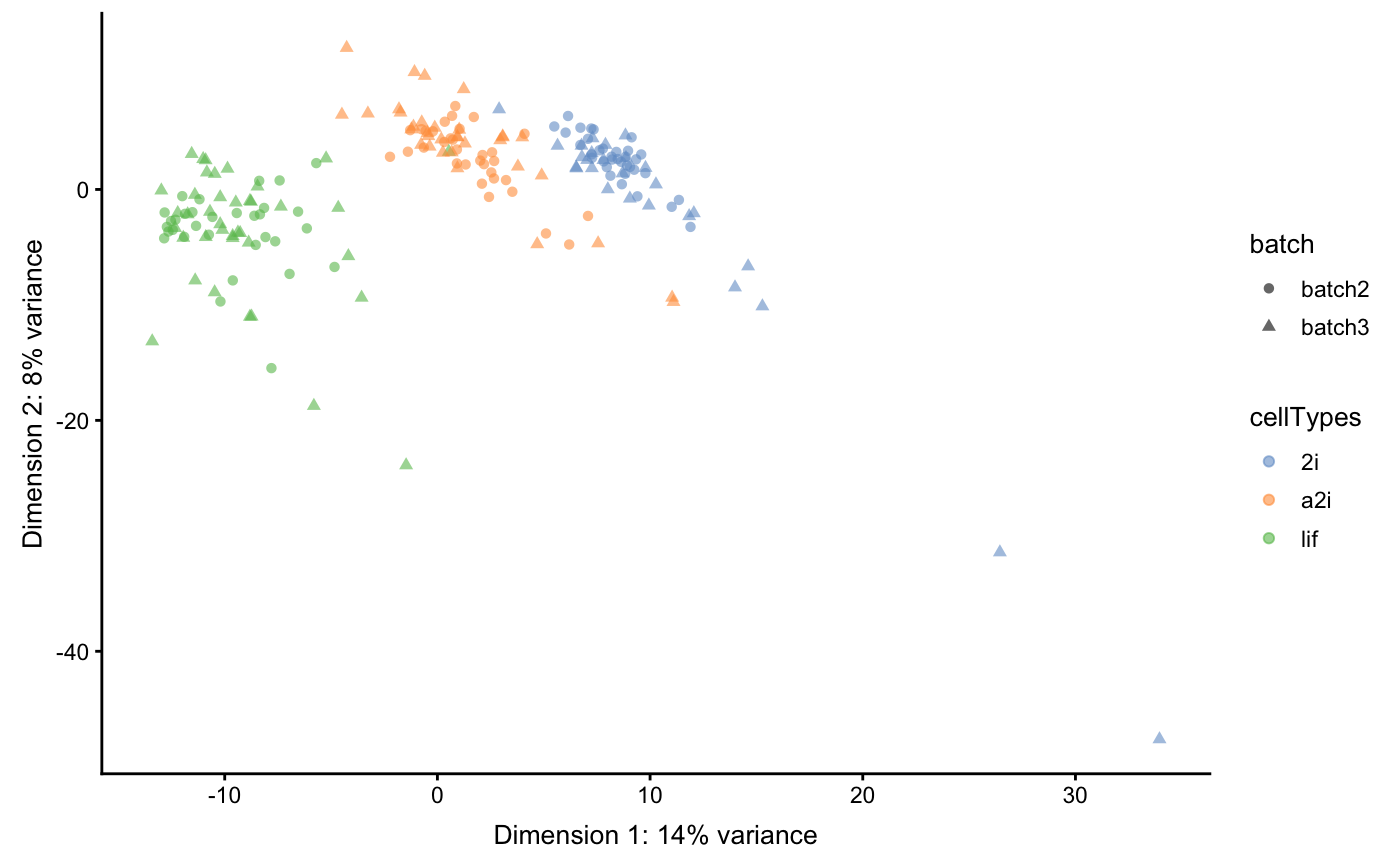 0
-20
-40
-10
0
10
20
30
Dimension 1: 14% variance
Dimension 2: 8% variance
batch
batch2
batch3
cellTypes
2i
a2i
lif